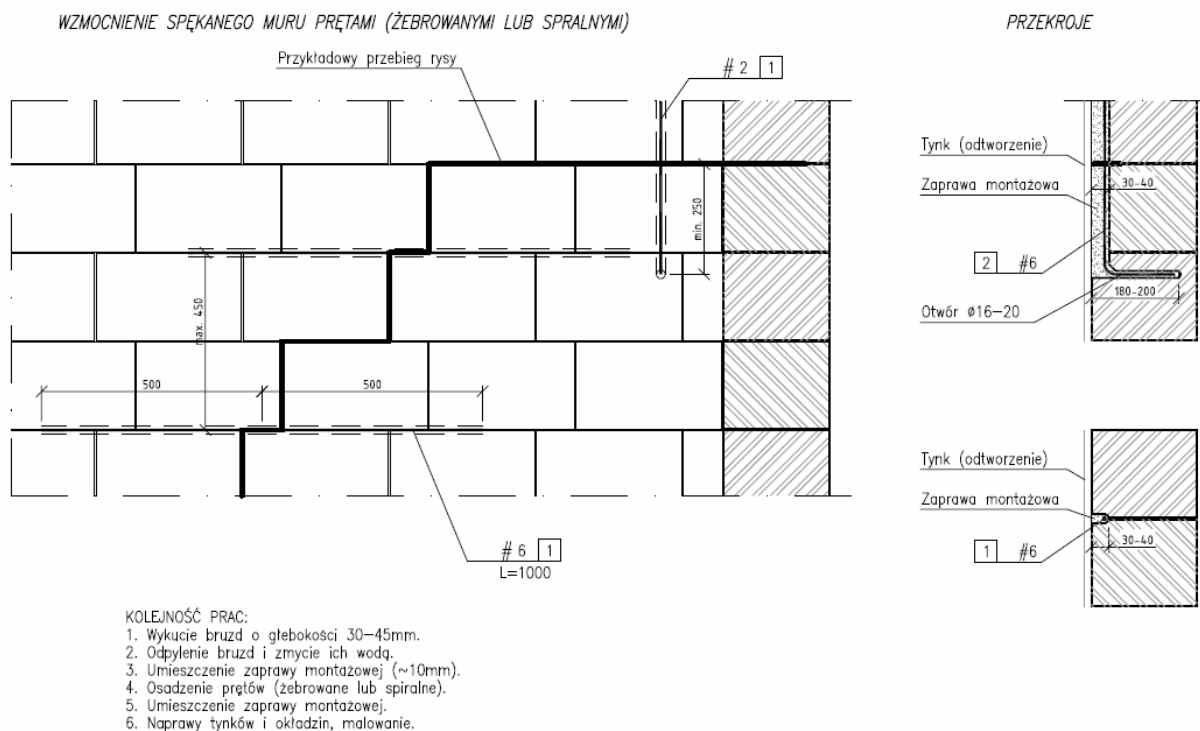 WZMOCNIENIE SPĘKANEGO MURU PRĘTAMI (ŻEBROWANYMI LUB SPIRALNYMI)
PRZEKROJE
Przykładowy przebieg rysy
# 2 1
min. 250
max. 450
500
500
# 6 1
L=1000
Tynk (odtworzenie)
Zaprawa montażowa
30-40
2 #6
180-200
Otwór ø16-20
Tynk (odtworzenie)
Zaprawa montażowa
1 #6
30-40
KOLEJNOŚĆ PRAC:
1. Wykucie bruzd o głebokości 30-45mm.
2. Odpylenie bruzd i zmycie ich wodą.
3. Umieszczenie zaprawy montażowej (~10mm).
4. Osadzenie prętów (żebrowane lub spiralne).
5. Umieszczenie zaprawy montażowej.
6. Naprawy tynków i okładzin, malowanie.